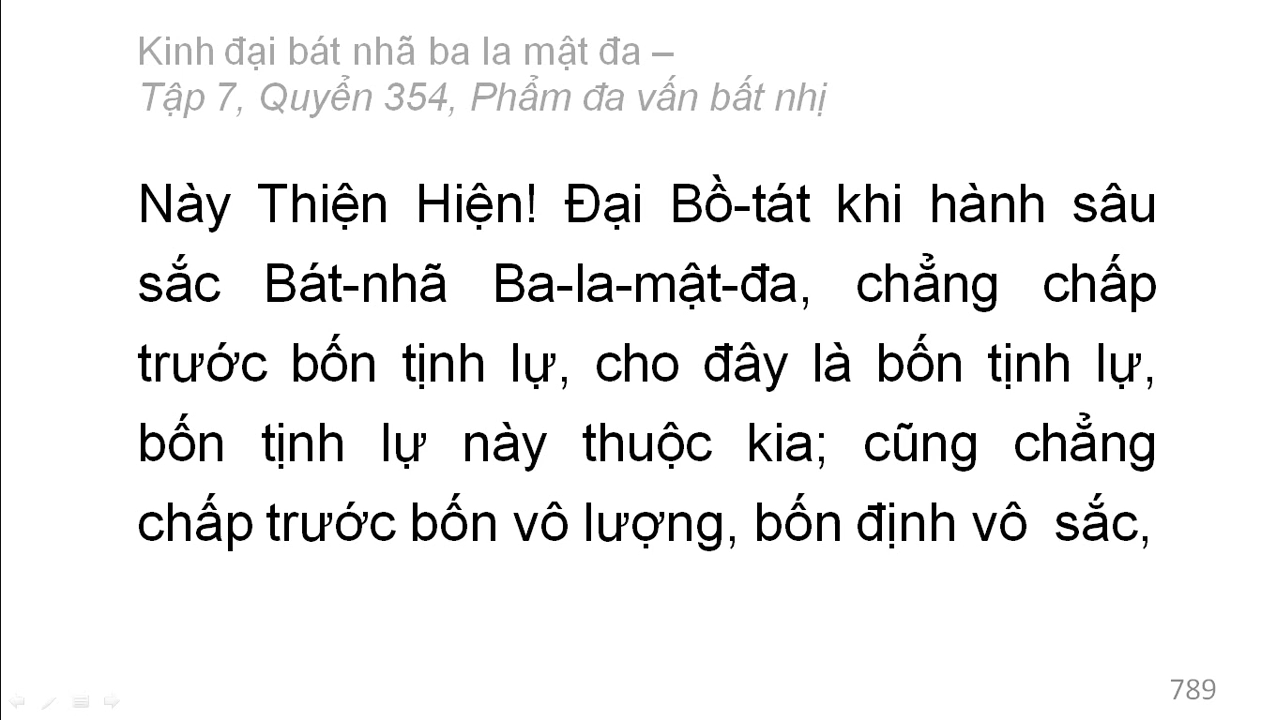 Kinh đại bát nhã ba la mật đa –
Tập 7, Quyển 354, Phẩm đa vấn bất nhị
Này Thiện Hiện! Đại Bồ-tát khi hành sâu
sắc Bát-nhã Ba-la-mật-đa, chẳng chấp
trước bốn tịnh lự, cho đây là bốn tịnh lự,
bốn tịnh lự này thuộc kia; cũng chẳng
chấp trước bốn vô lượng, bốn định vô sắc,
789